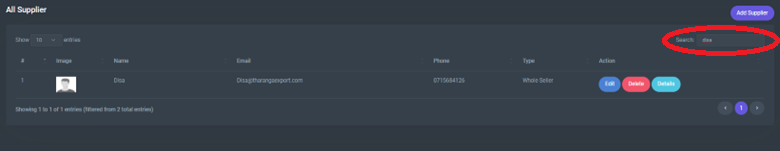 All Supplier
Add Supplier
Show 10 entries
Search: disa
# Image Name Email Phone Type Action
1 Disa Disa@tharangaexport.com 0715684126 Whole Seller Edit Delete Details
Showing 1 to 1 of 1 entries (filtered from 2 total entries)
‹ 1 ›